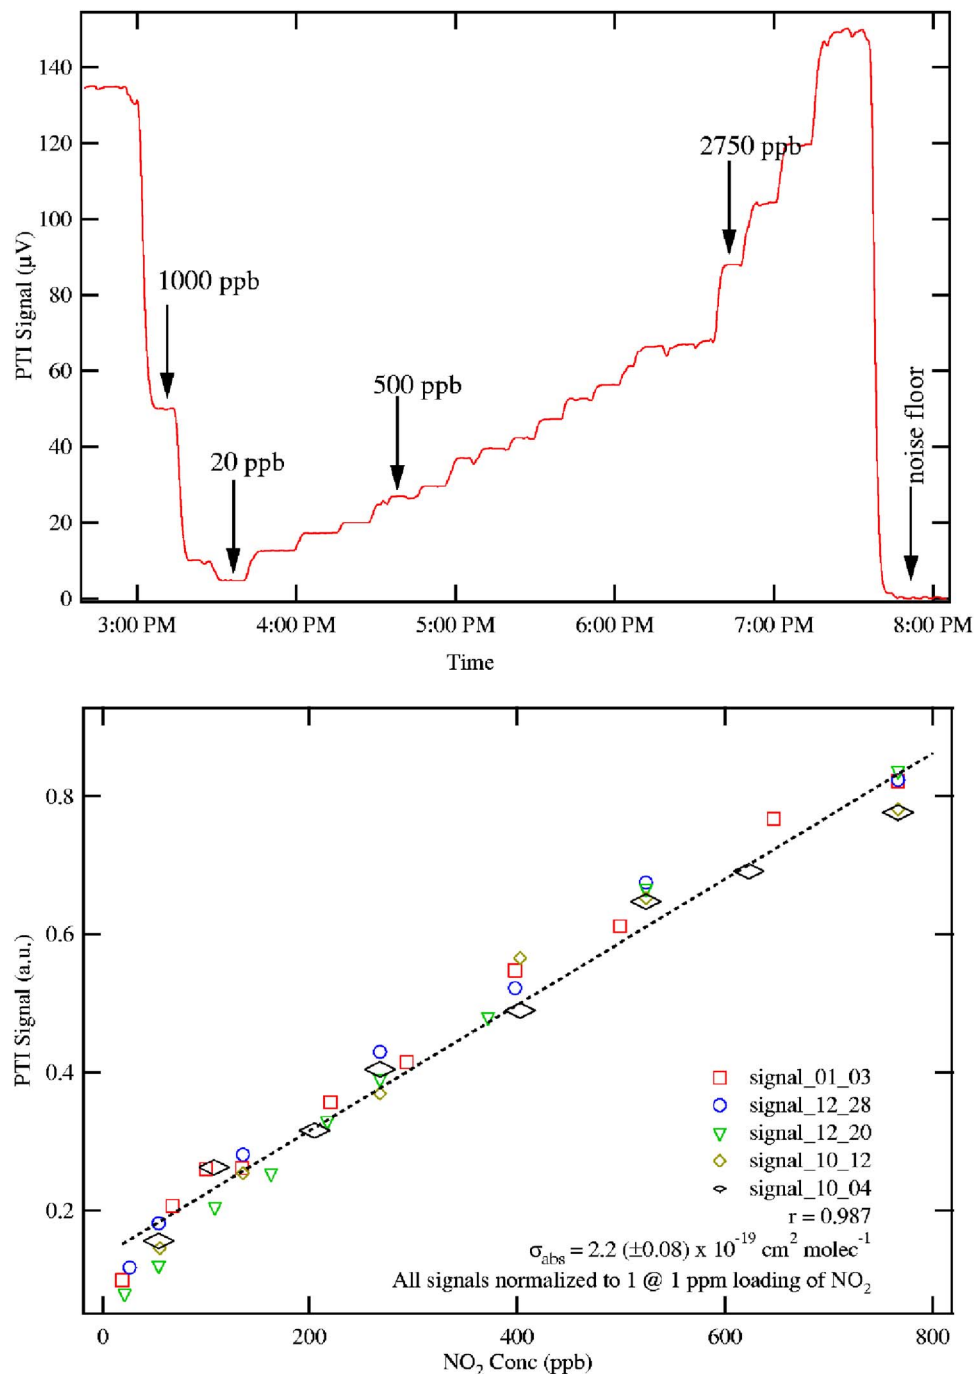 140
120
100
80
60
40
20
0
PTI Signal (μV)
1000 ppb
20 ppb
500 ppb
2750 ppb
noise floor
3:00 PM 4:00 PM 5:00 PM 6:00 PM 7:00 PM 8:00 PM
Time
0.8
0.6
0.4
0.2
PTI Signal (a.u.)
signal_01_03
signal_12_28
signal_12_20
signal_10_12
signal_10_04
r = 0.987
σabs = 2.2 (±0.08) x 10⁻¹⁹ cm² molec⁻¹
All signals normalized to 1 @ 1 ppm loading of NO₂
0 200 400 600 800
NO₂ Conc (ppb)